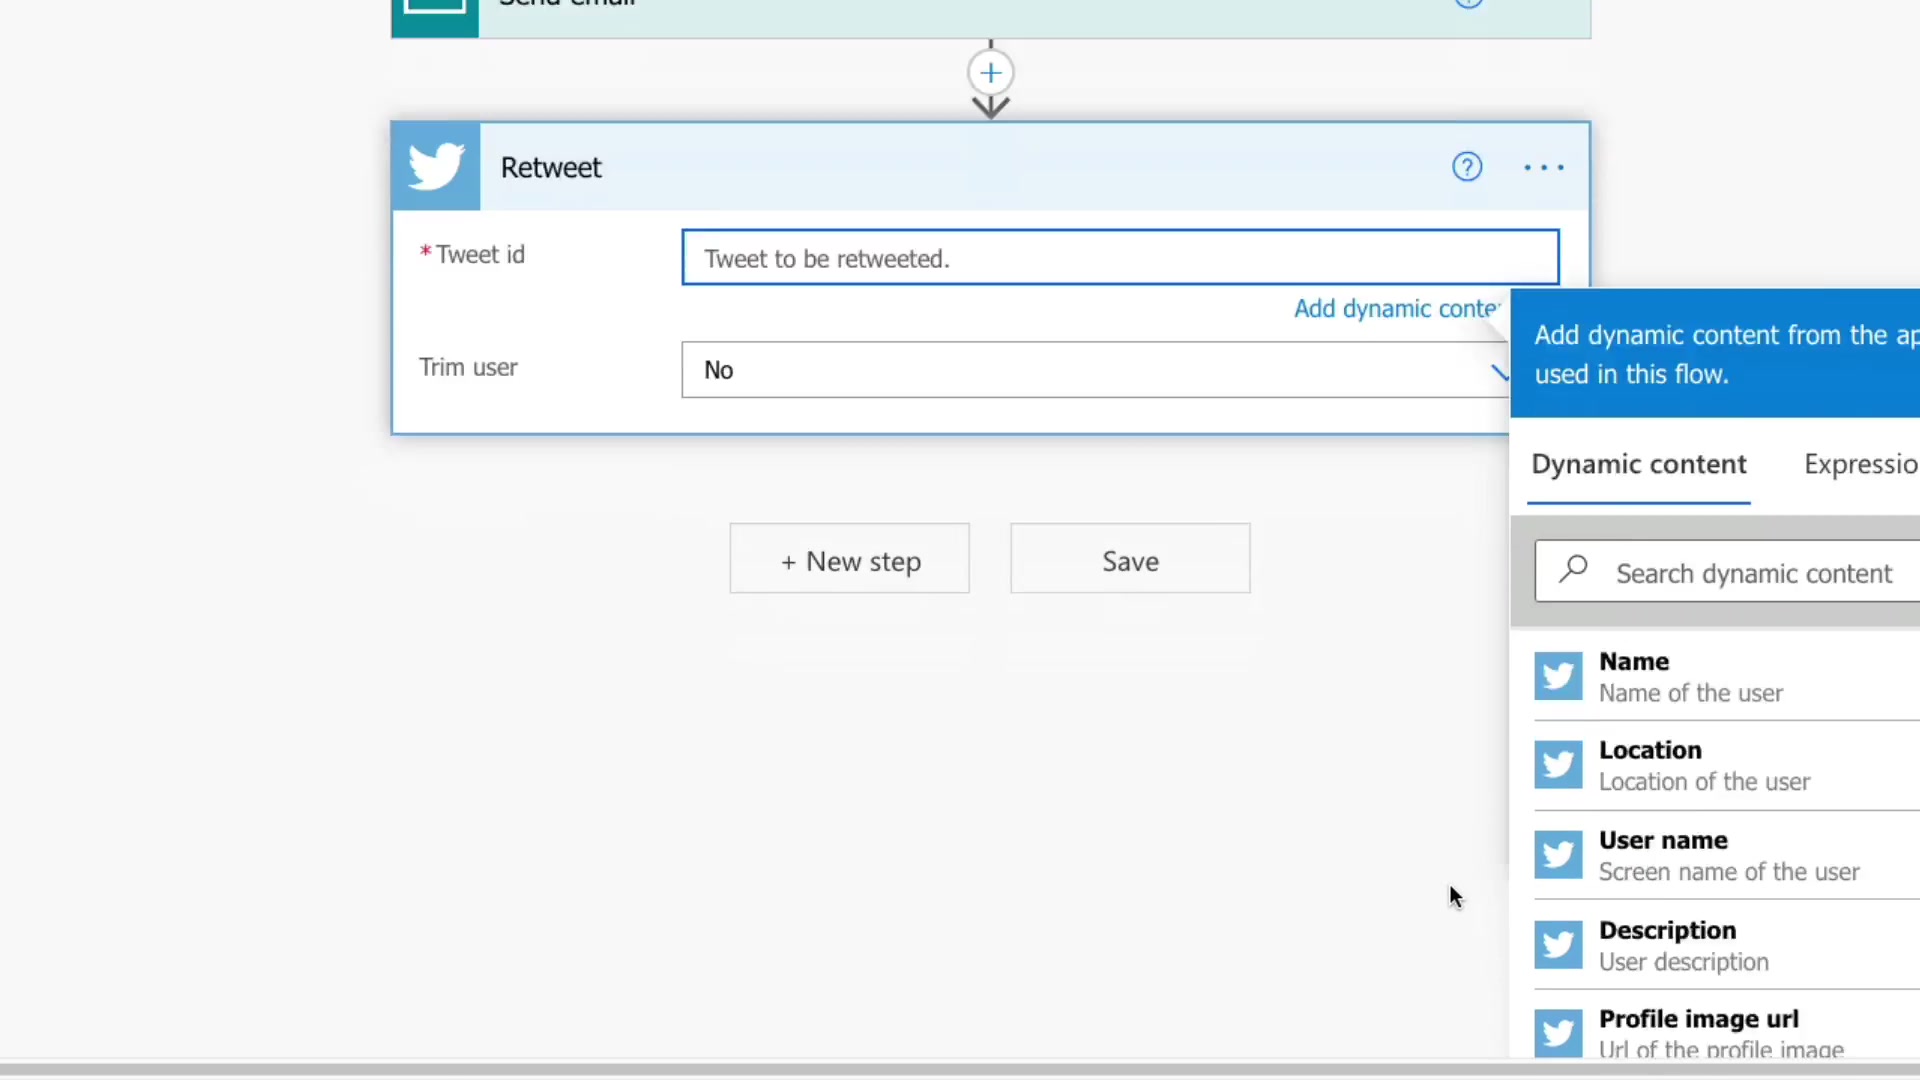 Send email
Retweet
?
* Tweet id
Tweet to be retweeted.
Add dynamic conte
Trim user
No
+ New step
Save
Add dynamic content from the ap
used in this flow.
Dynamic content
Expressio
Search dynamic content
Name
Name of the user
Location
Location of the user
User name
Screen name of the user
Description
User description
Profile image url
Url of the profile image